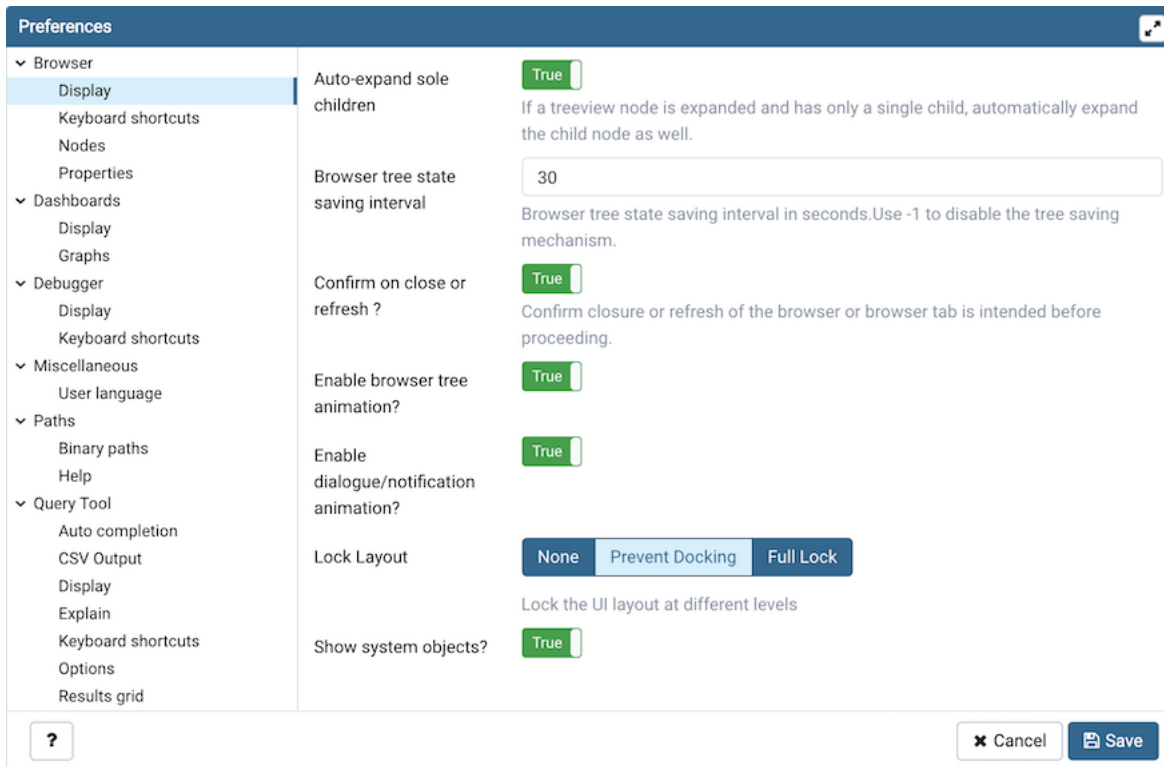 Preferences
Browser
Display
Keyboard shortcuts
Nodes
Properties
Dashboards
Display
Graphs
Debugger
Display
Keyboard shortcuts
Miscellaneous
User language
Paths
Binary paths
Help
Query Tool
Auto completion
CSV Output
Display
Explain
Keyboard shortcuts
Options
Results grid
Auto-expand sole
children
True
If a treeview node is expanded and has only a single child, automatically expand
the child node as well.
Browser tree state
saving interval
30
Browser tree state saving interval in seconds.Use -1 to disable the tree saving
mechanism.
Confirm on close or
refresh ?
True
Confirm closure or refresh of the browser or browser tab is intended before
proceeding.
Enable browser tree
animation?
True
Enable
dialogue/notification
animation?
True
Lock Layout
None Prevent Docking Full Lock
Lock the UI layout at different levels
Show system objects?
True
?
Cancel
Save